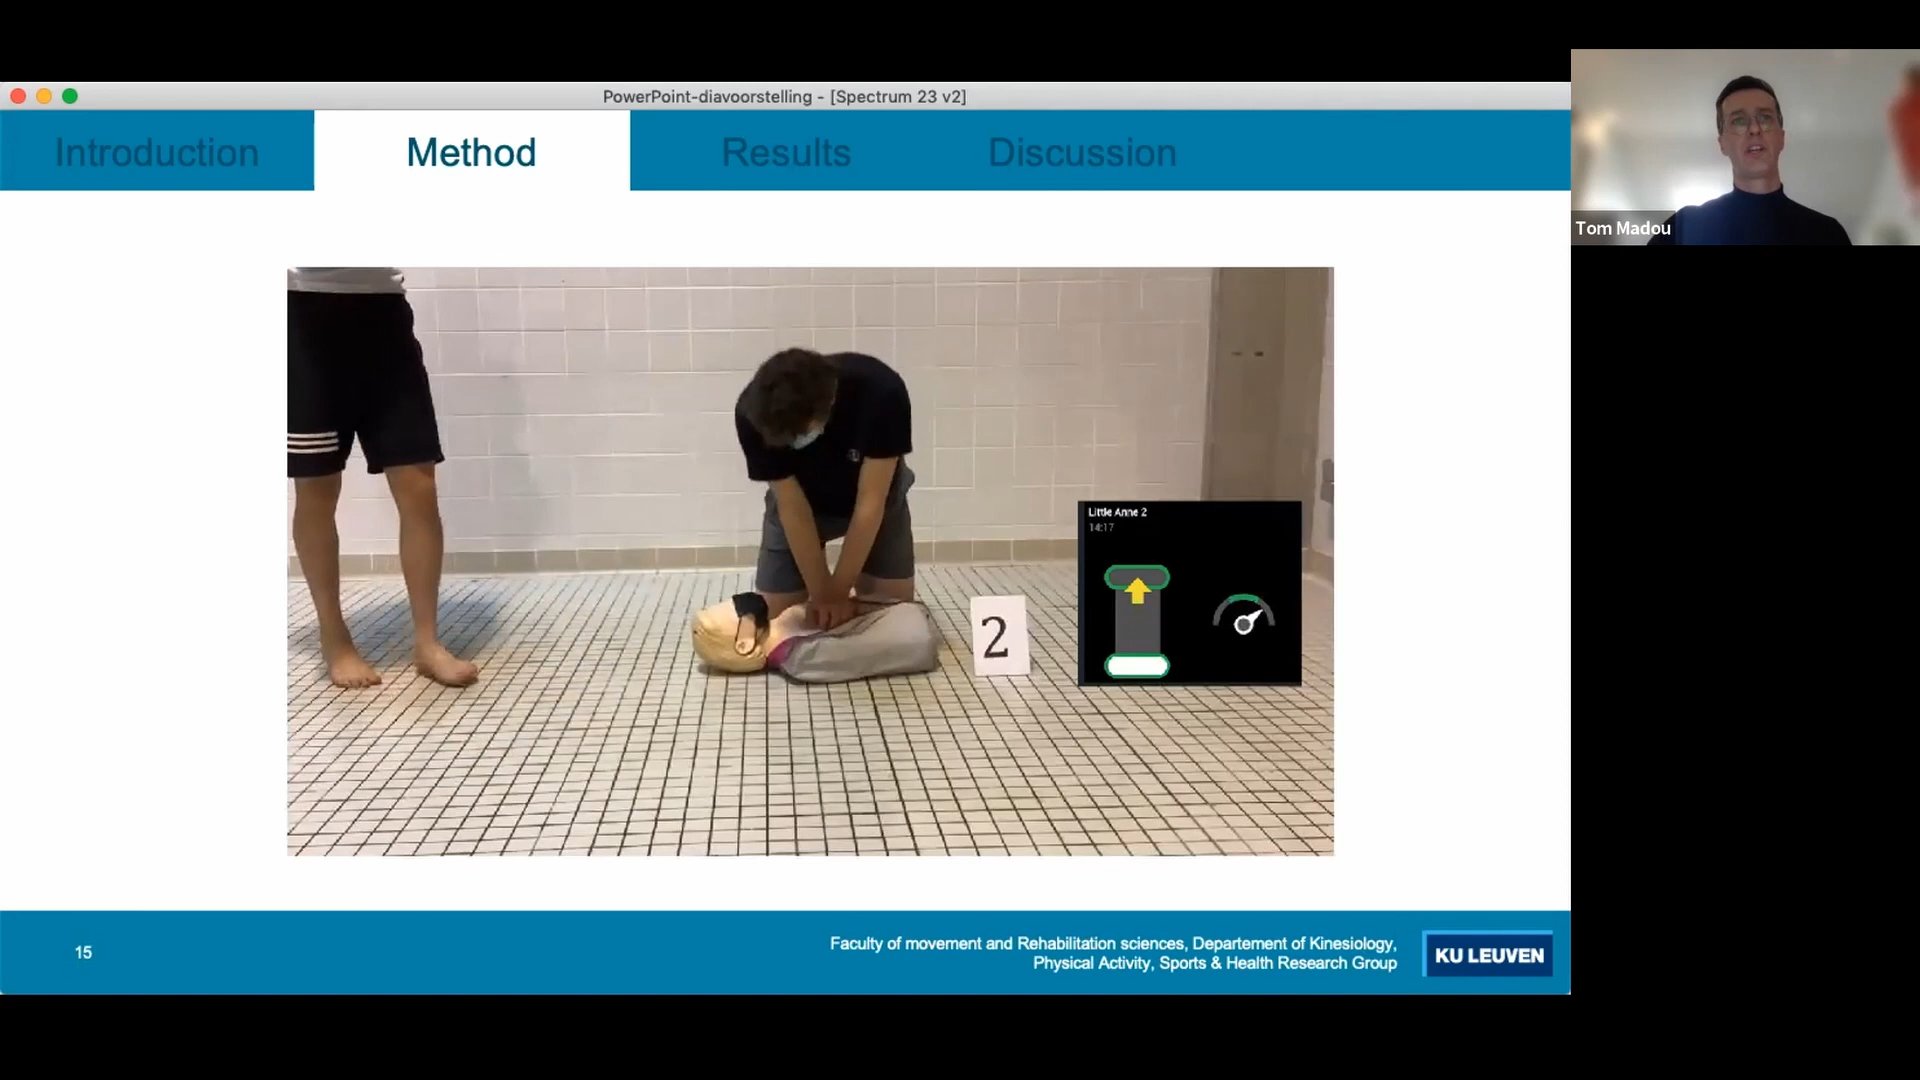 PowerPoint-diavoorstelling - [Spectrum 23 v2]
Introduction
Method
Results
Discussion
Tom Madou
Little Anne 2
14:17
2
15
Faculty of movement and Rehabilitation sciences, Departement of Kinesiology,
Physical Activity, Sports & Health Research Group
KU LEUVEN